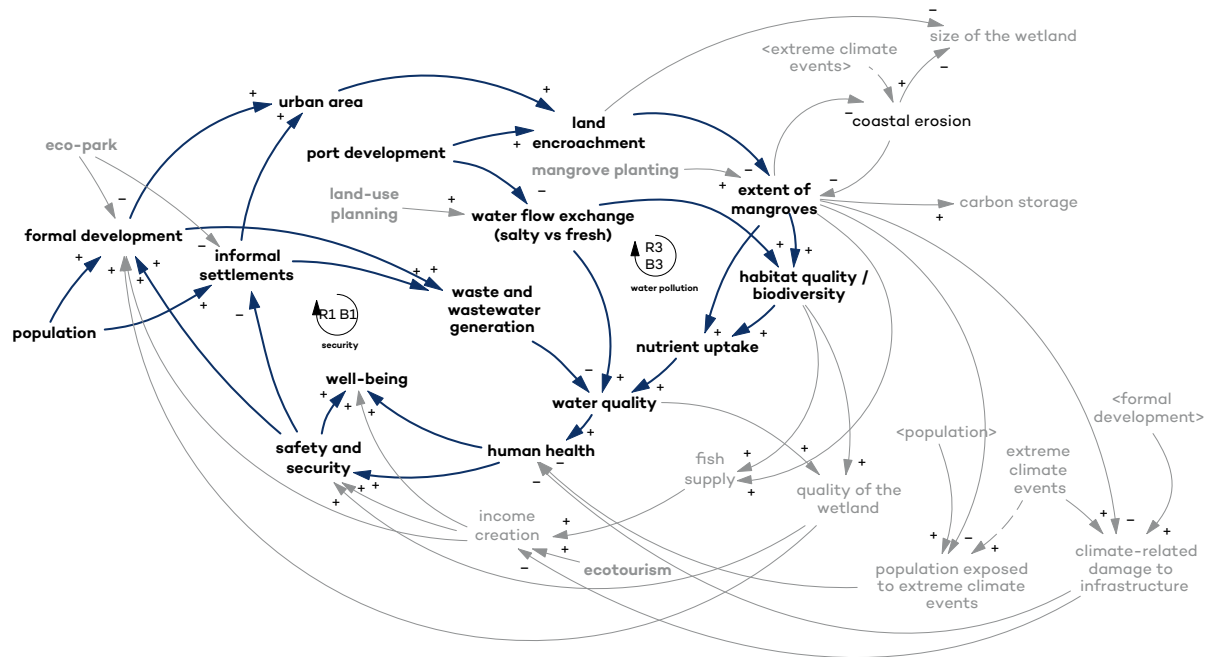 size of the wetland
<extreme climate
events>
urban area
coastal erosion
land
encroachment
eco-park
port development
mangrove planting
extent of
mangroves
land-use
planning
carbon storage
water flow exchange
(salty vs fresh)
formal development
R3
B3
water pollution
informal
settlements
habitat quality /
biodiversity
waste and
wastewater
generation
R1 B1
security
population
nutrient uptake
well-being
water quality
<formal
development>
<population>
safety and
security
human health
fish
supply
extreme
climate
events
quality of the
wetland
income
creation
ecotourism
population exposed
to extreme climate
events
climate-related
damage to
infrastructure